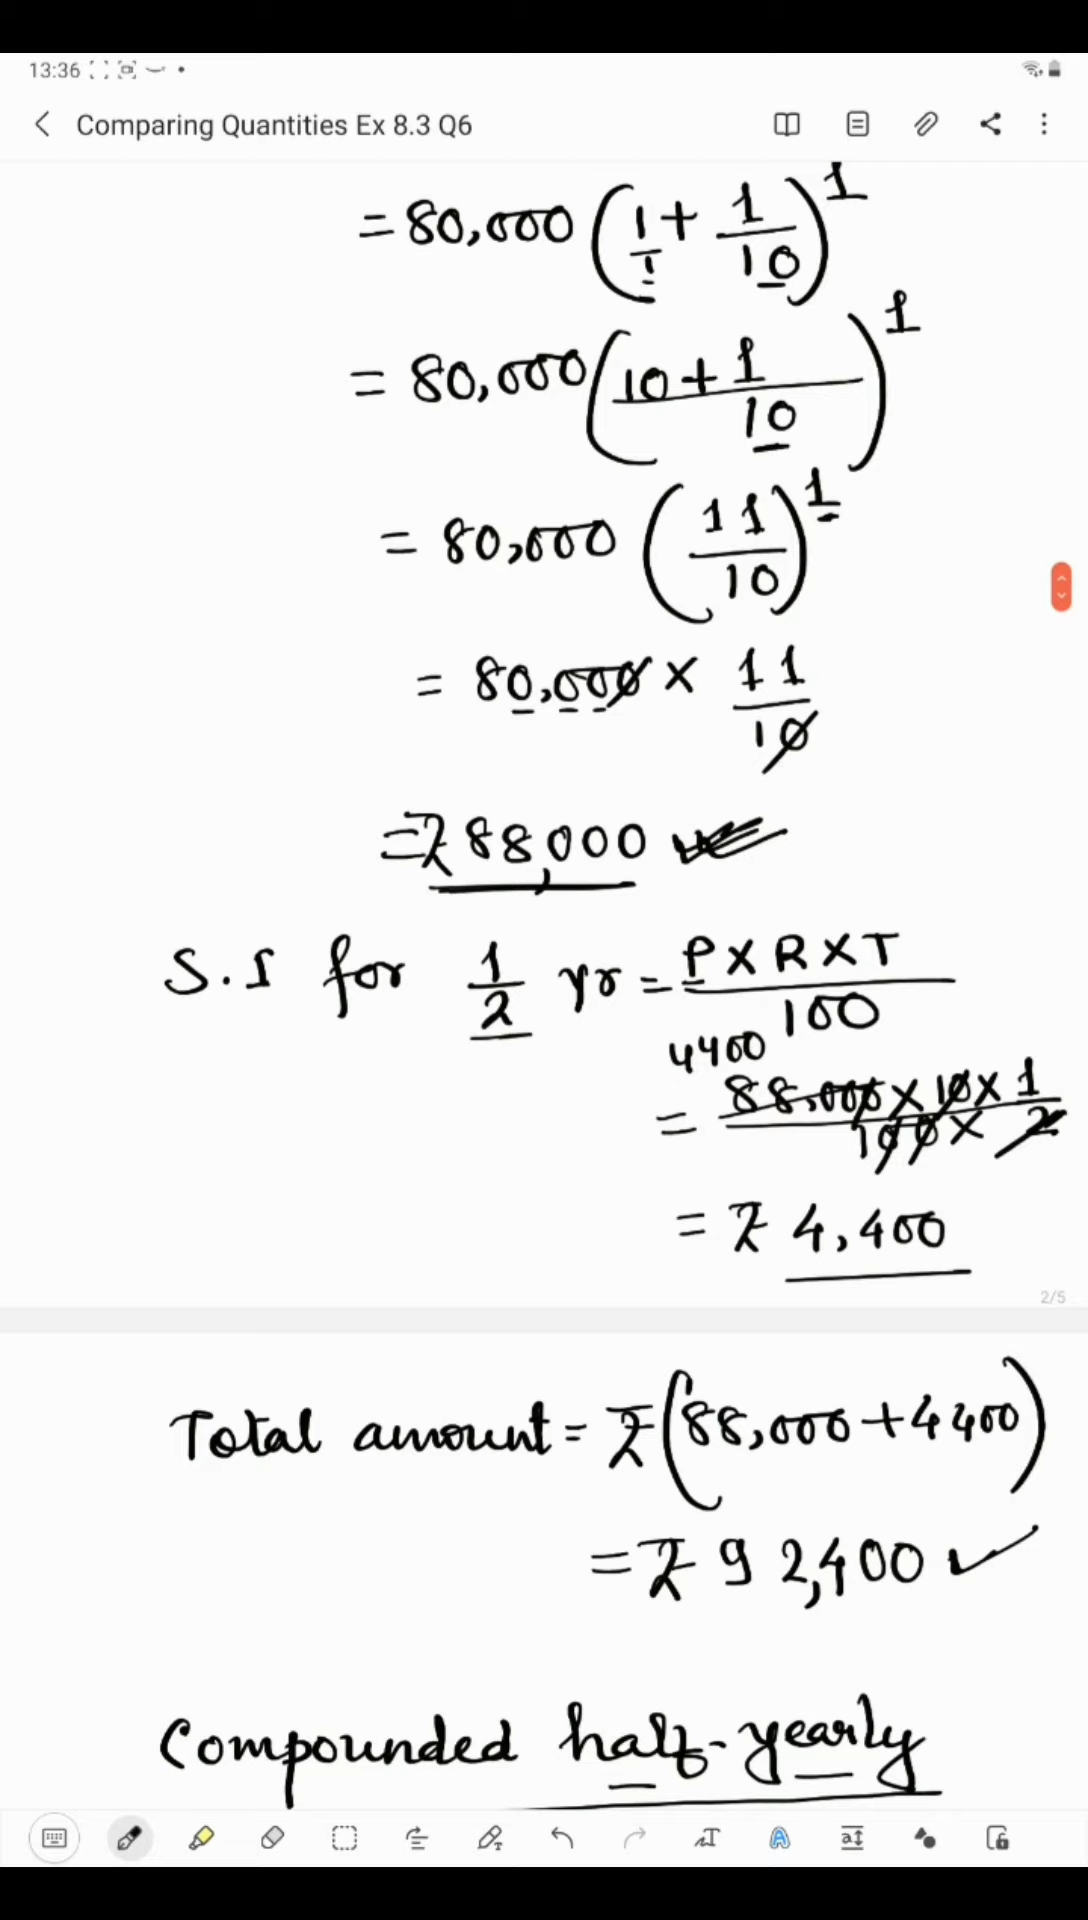 13:36
Comparing Quantities Ex 8.3 Q6
= 80,000 (1/1 + 1/10)^1
= 80,000 (10 + 1/10)^1
= 80,000 (11/10)^1
= 80,000 × 11/10
= ₹ 88,000
S.I for 1/2 yr = P × R × T / 100
4400
= 88,000 × 10 × 1 / 100 × 2
= ₹ 4,400
2/5
Total amount = ₹ (88,000 + 4400)
= ₹ 92,400 ✓
Compounded half-yearly